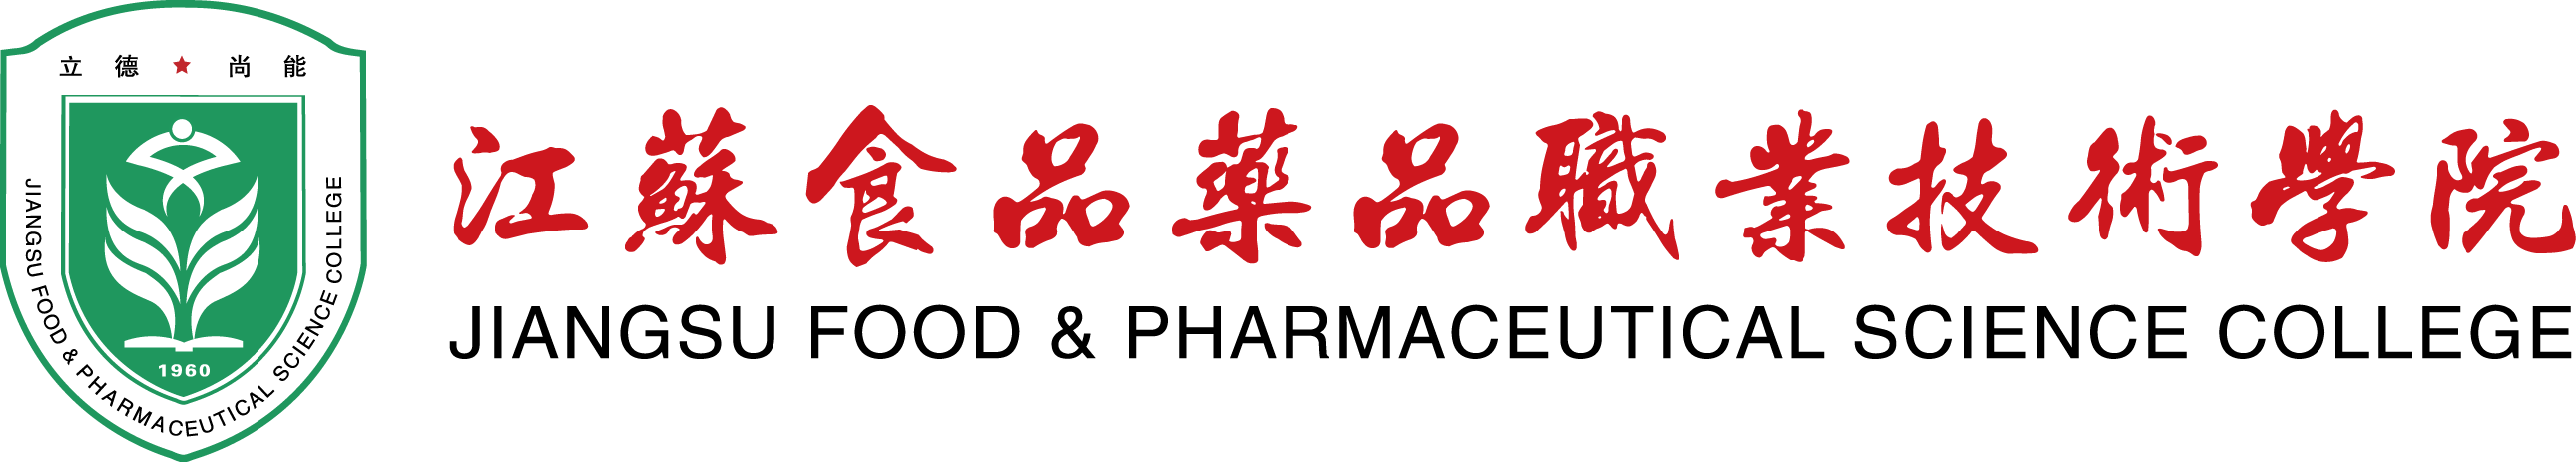 立德★尚能
JIANGSU FOOD & PHARMACEUTICAL SCIENCE COLLEGE
1960
江蘇食品藥品職業技術學院
JIANGSU FOOD & PHARMACEUTICAL SCIENCE COLLEGE